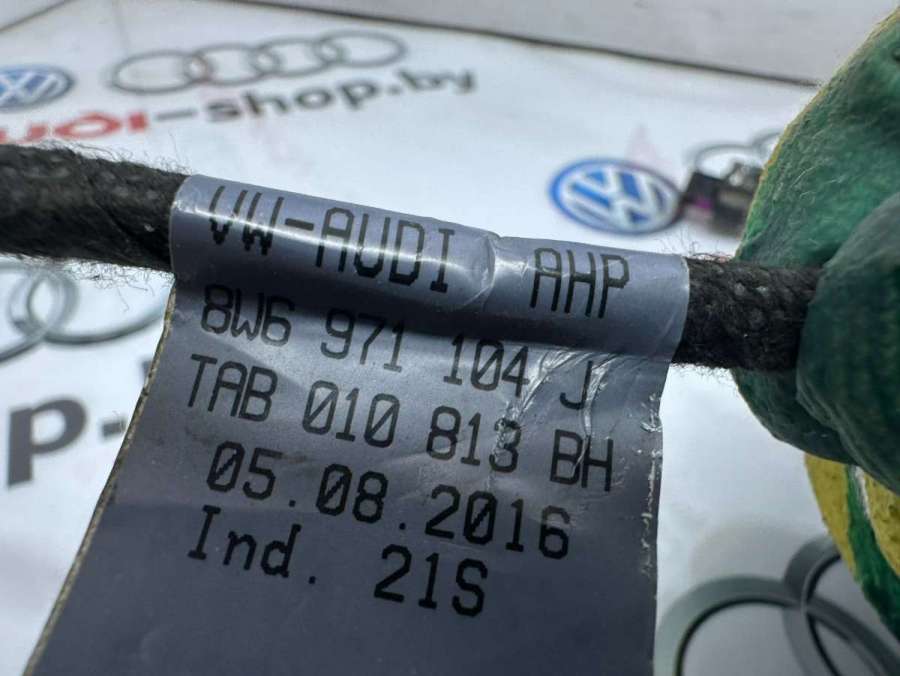 Audi-shop.by
VW-AUDI AHP
8W6 971 104 J
TAB 010 813 BH
05.08.2016
Ind. 21S